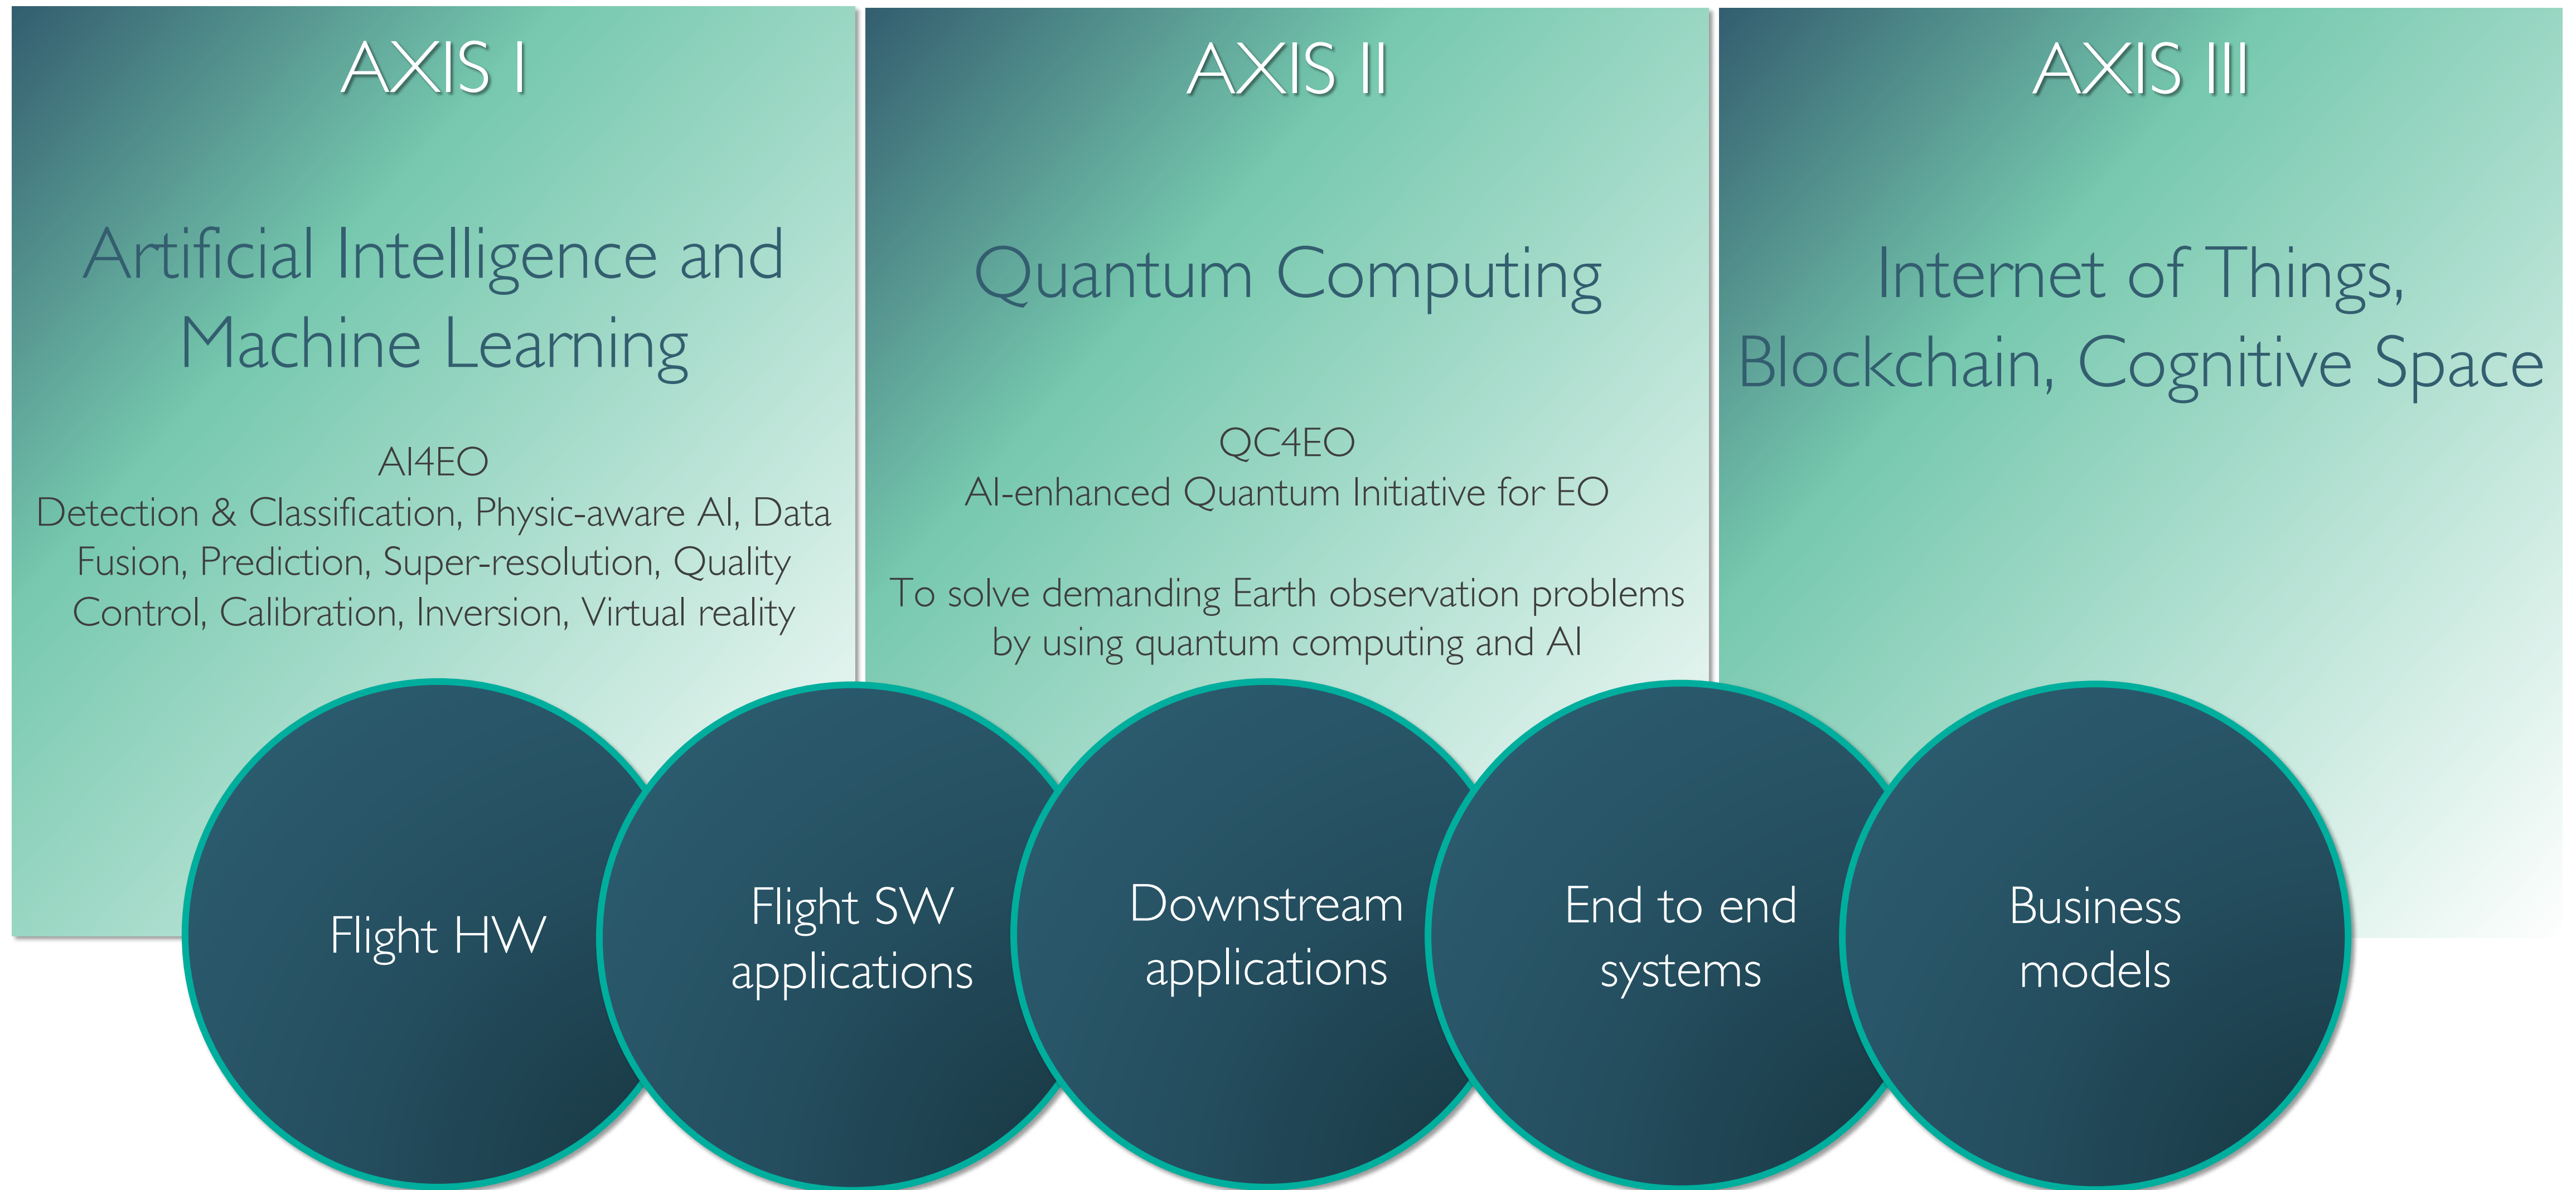 AXIS I
Artificial Intelligence and
Machine Learning
AI4EO
Detection & Classification, Physic-aware AI, Data
Fusion, Prediction, Super-resolution, Quality
Control, Calibration, Inversion, Virtual reality
AXIS II
Quantum Computing
QC4EO
AI-enhanced Quantum Initiative for EO
To solve demanding Earth observation problems
by using quantum computing and AI
AXIS III
Internet of Things,
Blockchain, Cognitive Space
Flight HW
Flight SW
applications
Downstream
applications
End to end
systems
Business
models